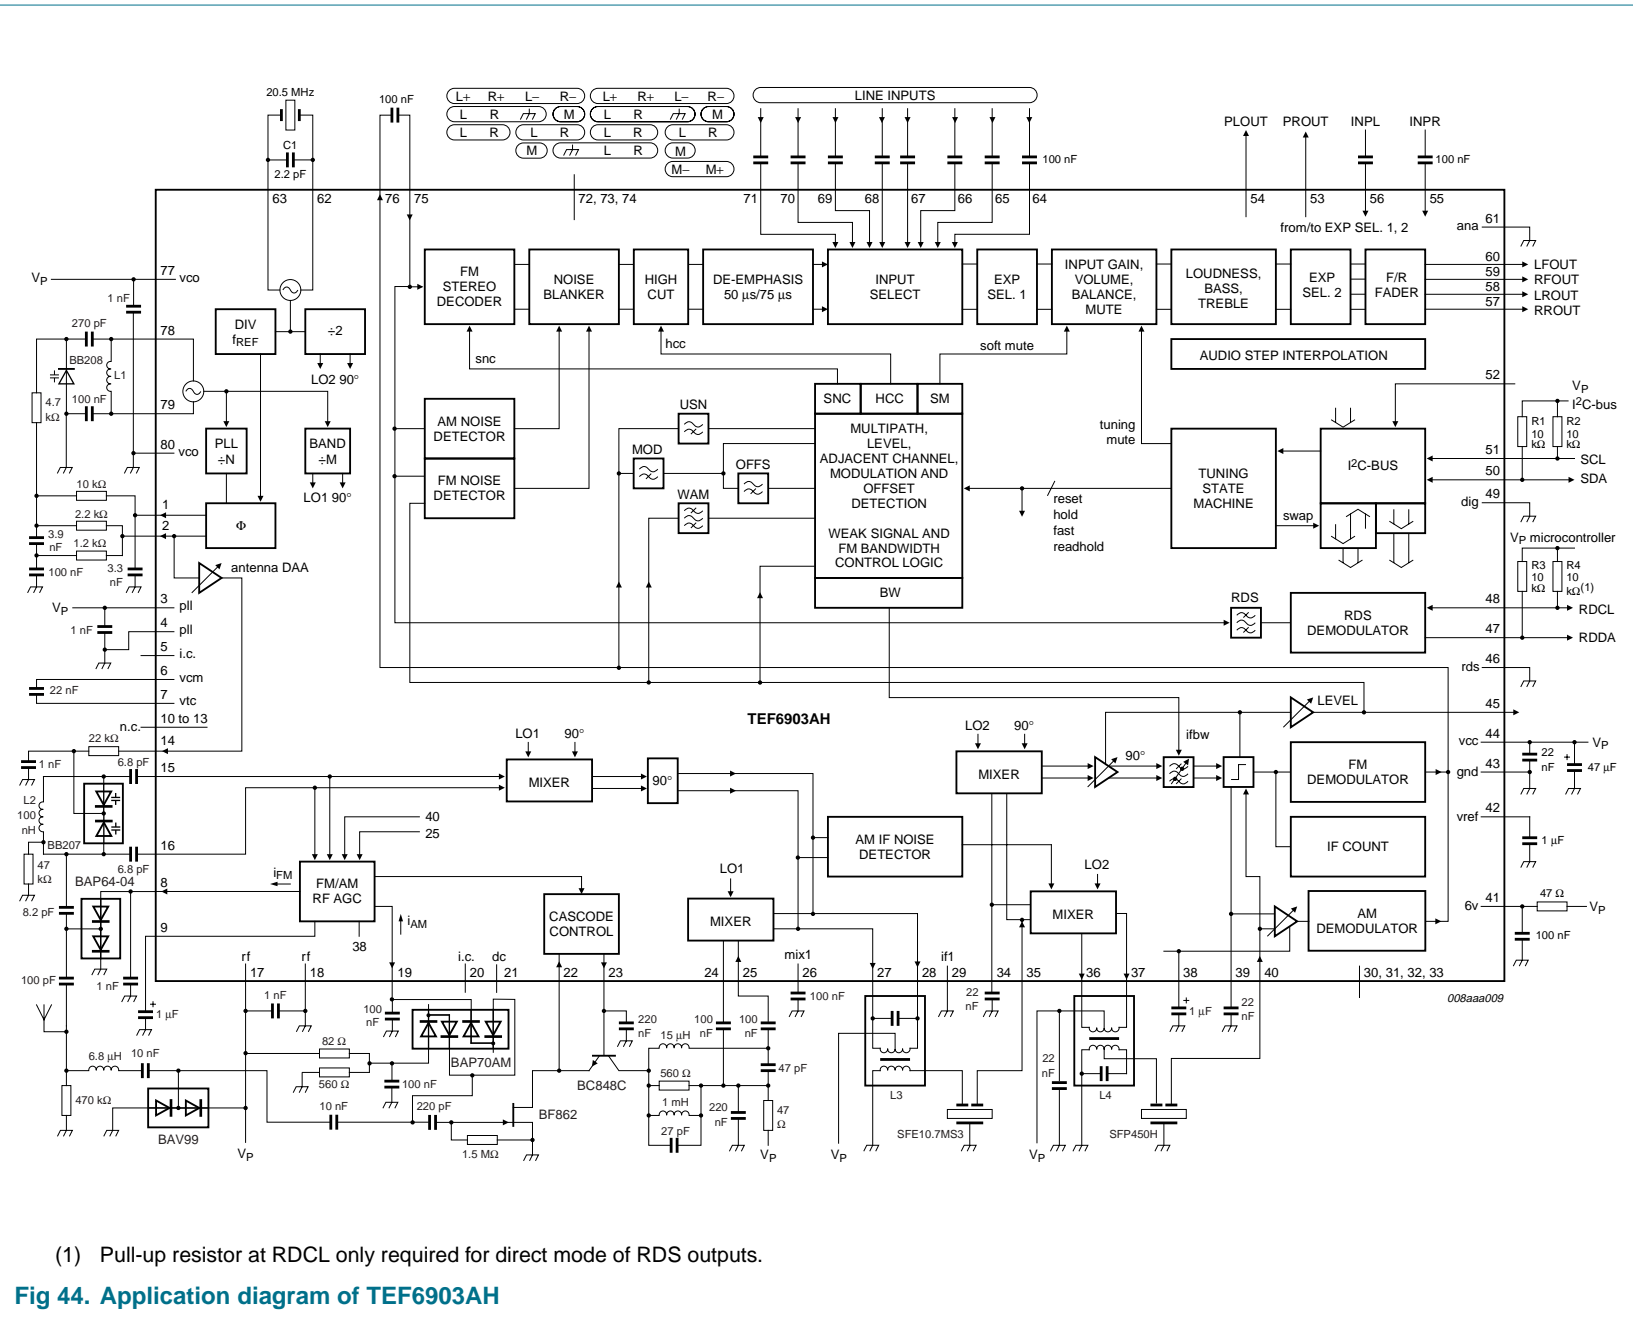 20.5 MHz
C1
2.2 pF
100 nF
L+ R+ L– R–
L+ R+ L– R–
L R M
L R M
L R
L R
L R
L R
M
L R
M
M– M+
LINE INPUTS
100 nF
PLOUT
PROUT
INPL
INPR
100 nF
63
62
76
75
72, 73, 74
71
70
69
68
67
66
65
64
54
53
56
55
from/to EXP SEL. 1, 2
61
ana
VP
77
vco
1 nF
FM STEREO DECODER
NOISE BLANKER
HIGH CUT
DE-EMPHASIS 50 µs/75 µs
INPUT SELECT
EXP SEL. 1
INPUT GAIN, VOLUME, BALANCE, MUTE
LOUDNESS, BASS, TREBLE
EXP SEL. 2
F/R FADER
60
LFOUT
59
RFOUT
58
LROUT
57
RROUT
270 pF
78
DIV fREF
÷2
LO2 90°
BB208
L1
100 nF
4.7 kΩ
79
snc
hcc
soft mute
AUDIO STEP INTERPOLATION
52
VP
I²C-bus
SNC
HCC
SM
USN
AM NOISE DETECTOR
MULTIPATH, LEVEL, ADJACENT CHANNEL, MODULATION AND OFFSET DETECTION
WEAK SIGNAL AND FM BANDWIDTH CONTROL LOGIC
BW
tuning mute
R1 10 kΩ
R2 10 kΩ
80
vco
PLL ÷N
BAND ÷M
LO1 90°
MOD
OFFS
WAM
FM NOISE DETECTOR
TUNING STATE MACHINE
I²C-BUS
51
SCL
50
SDA
49
dig
reset
hold
fast
readhold
swap
10 kΩ
1
2.2 kΩ
2
3.9 nF
1.2 kΩ
Φ
100 nF
3.3 nF
antenna DAA
VP microcontroller
R3 10 kΩ
R4 10 kΩ(1)
VP
3
pll
1 nF
4
pll
5
i.c.
RDS
RDS DEMODULATOR
48
RDCL
47
RDDA
6
vcm
22 nF
7
vtc
46
rds
n.c.
10 to 13
TEF6903AH
LEVEL
45
22 kΩ
14
1 nF
6.8 pF
15
LO1
90°
MIXER
90°
LO2
90°
MIXER
90°
ifbw
FM DEMODULATOR
44
vcc
VP
22 nF
47 µF
+
43
gnd
42
vref
1 µF
L2
100 nH
BB207
16
6.8 pF
47 kΩ
BAP64-04
40
25
AM IF NOISE DETECTOR
IF COUNT
iFM
8
FM/AM RF AGC
iAM
38
8.2 pF
9
CASCODE CONTROL
LO1
MIXER
LO2
MIXER
AM DEMODULATOR
41
6v
47 Ω
VP
100 nF
100 pF
1 nF
+
1 µF
rf
17
rf
18
19
i.c.
20
dc
21
22
23
24
25
mix1
26
27
28
if1
29
34
35
36
37
38
39
40
30, 31, 32, 33
008aaa009
1 nF
100 nF
BAP70AM
220 nF
100 nF
100 nF
100 nF
22 nF
+
1 µF
22 nF
6.8 µH
10 nF
82 Ω
560 Ω
100 nF
BC848C
15 µH
560 Ω
47 pF
L3
22 nF
L4
470 kΩ
BAV99
10 nF
220 pF
BF862
1 mH
220 nF
47 Ω
SFE10.7MS3
SFP450H
VP
1.5 MΩ
27 pF
VP
VP
VP
(1) Pull-up resistor at RDCL only required for direct mode of RDS outputs.
Fig 44. Application diagram of TEF6903AH